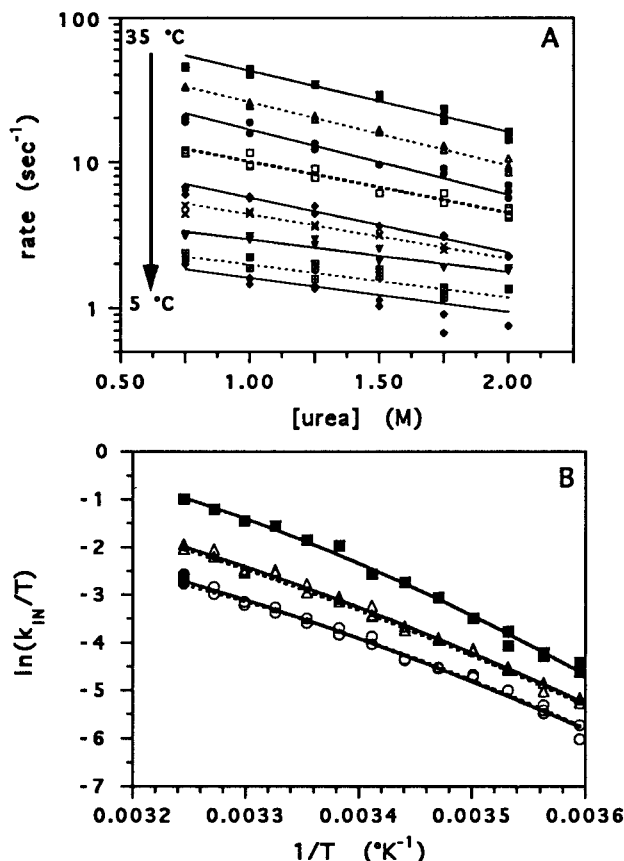 100
35 °C
A
10
rate (sec⁻¹)
1
5 °C
0.50 1.00 1.50 2.00
[urea] (M)
0
B
-1
-2
-3
ln(k_IN/T)
-4
-5
-6
-7
0.0032 0.0033 0.0034 0.0035 0.0036
1/T (°K⁻¹)